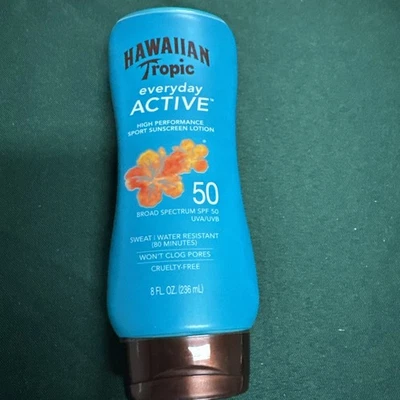 HAWAIIAN
Tropic
everyday
ACTIVE™
HIGH PERFORMANCE
SPORT SUNSCREEN LOTION
50
BROAD SPECTRUM SPF 50
UVA/UVB
SWEAT | WATER RESISTANT
(80 MINUTES)
WON'T CLOG PORES
CRUELTY-FREE
8 FL. OZ. (236 mL)